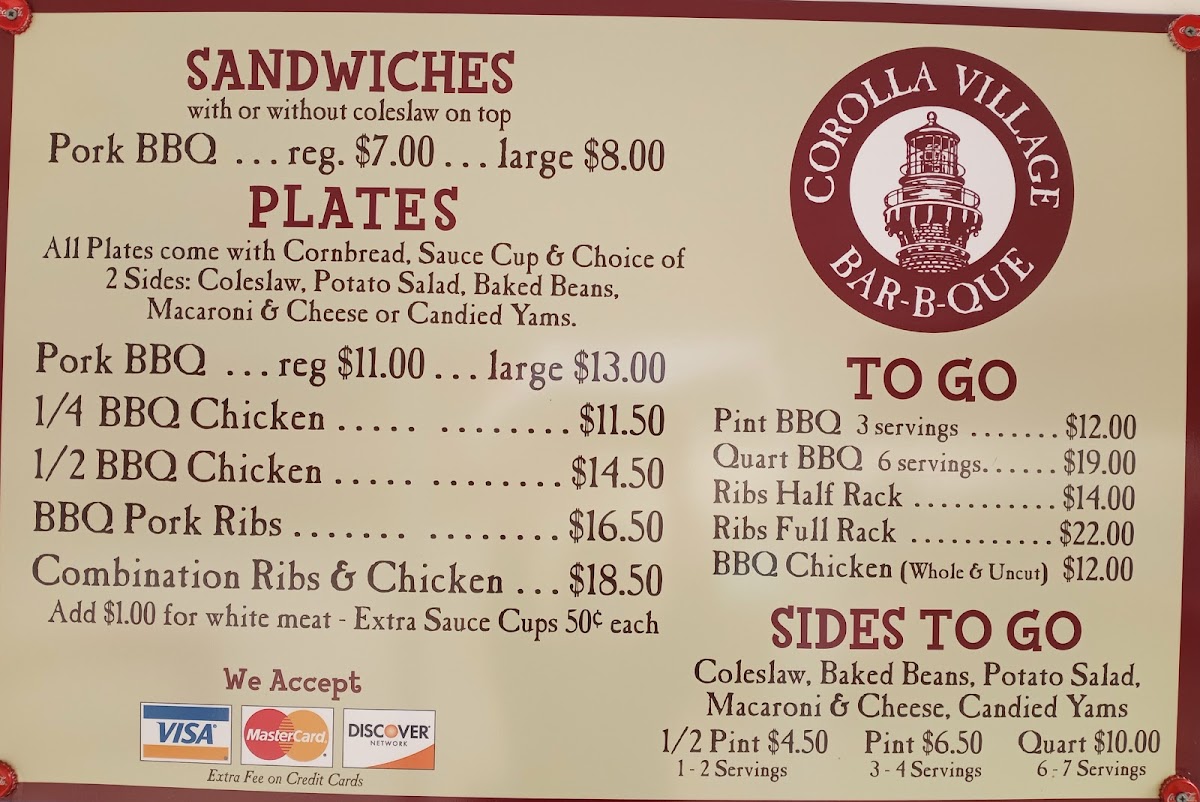 SANDWICHES
with or without coleslaw on top
Pork BBQ ... reg. $7.00 ... large $8.00
PLATES
All Plates come with Cornbread, Sauce Cup & Choice of
2 Sides: Coleslaw, Potato Salad, Baked Beans,
Macaroni & Cheese or Candied Yams.
Pork BBQ ... reg $11.00 ... large $13.00
1/4 BBQ Chicken ..... ........ $11.50
1/2 BBQ Chicken ..... ........ $14.50
BBQ Pork Ribs ....... ........ $16.50
Combination Ribs & Chicken ... $18.50
Add $1.00 for white meat - Extra Sauce Cups 50¢ each
We Accept
VISA
MasterCard
DISCOVER
NETWORK
Extra Fee on Credit Cards
COROLLA VILLAGE
BAR-B-QUE
TO GO
Pint BBQ 3 servings ....... $12.00
Quart BBQ 6 servings....... $19.00
Ribs Half Rack ............ $14.00
Ribs Full Rack ........... $22.00
BBQ Chicken (Whole & Uncut) $12.00
SIDES TO GO
Coleslaw, Baked Beans, Potato Salad,
Macaroni & Cheese, Candied Yams
1/2 Pint $4.50 Pint $6.50 Quart $10.00
1 - 2 Servings 3 - 4 Servings 6 - 7 Servings